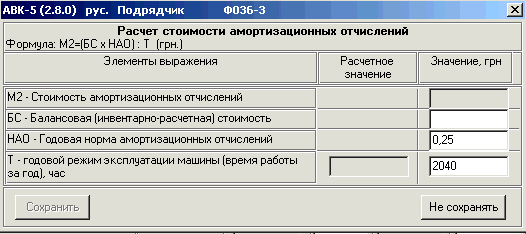 АВК-5 (2.8.0) рус. Подрядчик Ф036-3
Расчет стоимости амортизационных отчислений
Формула: М2=(БС х НАО) : Т (грн.)
Элементы выражения Расчетное значение Значение, грн
М2 - Стоимость амортизационных отчислений
БС - Балансовая (инвентарно-расчетная) стоимость
НАО - Годовая норма амортизационных отчислений 0,25
Т - годовой режим эксплуатации машины (время работы
за год), час 2040
Сохранить Не сохранять